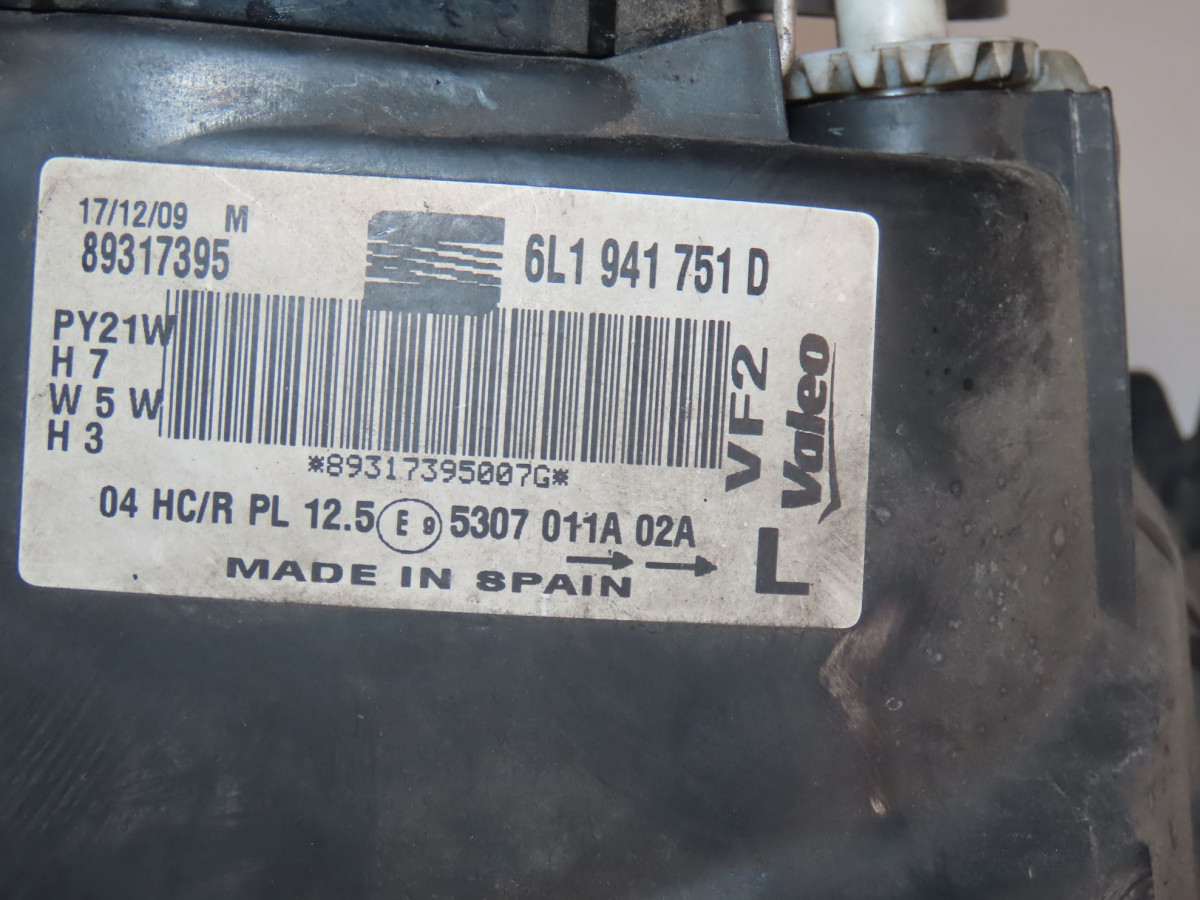 17/12/09 M
89317395
6L1 941 751 D
PY21W
H 7
W 5 W
H 3
*89317395007G*
VF2
Valeo
04 HC/R PL 12.5 E 9 5307 011A 02A
MADE IN SPAIN
L